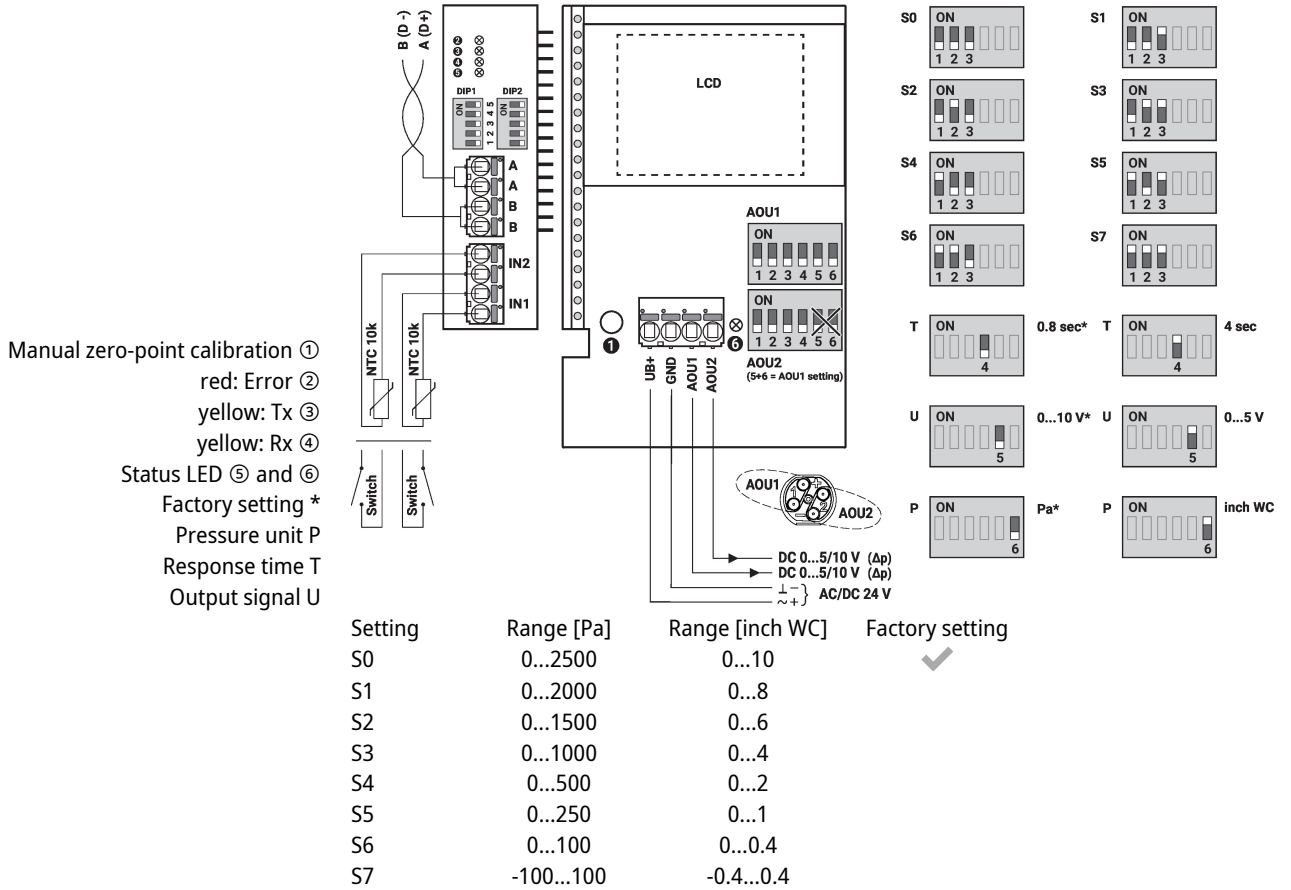 B (D -)
A (D+)
❷
❸
❹
❺
DIP1
DIP2
ON
ON
1 2 3 4 5
A
A
B
B
IN2
IN1
NTC 10k
NTC 10k
Switch
Switch
LCD
AOU1
ON
1 2 3 4 5 6
ON
1 2 3 4 5 6
AOU2
(5+6 = AOU1 setting)
❶
❻
UB+
GND
AOU1
AOU2
AOU1
1
+
2
–
AOU2
DC 0...5/10 V (Δp)
DC 0...5/10 V (Δp)
⊥ –
~ + } AC/DC 24 V
Manual zero-point calibration ①
red: Error ②
yellow: Tx ③
yellow: Rx ④
Status LED ⑤ and ⑥
Factory setting *
Pressure unit P
Response time T
Output signal U
S0 ON
1 2 3
S1 ON
1 2 3
S2 ON
1 2 3
S3 ON
1 2 3
S4 ON
1 2 3
S5 ON
1 2 3
S6 ON
1 2 3
S7 ON
1 2 3
T ON 0.8 sec*
4
T ON 4 sec
4
U ON 0...10 V*
5
U ON 0...5 V
5
P ON Pa*
6
P ON inch WC
6
Setting Range [Pa] Range [inch WC] Factory setting
S0 0...2500 0...10 ✔
S1 0...2000 0...8
S2 0...1500 0...6
S3 0...1000 0...4
S4 0...500 0...2
S5 0...250 0...1
S6 0...100 0...0.4
S7 -100...100 -0.4...0.4